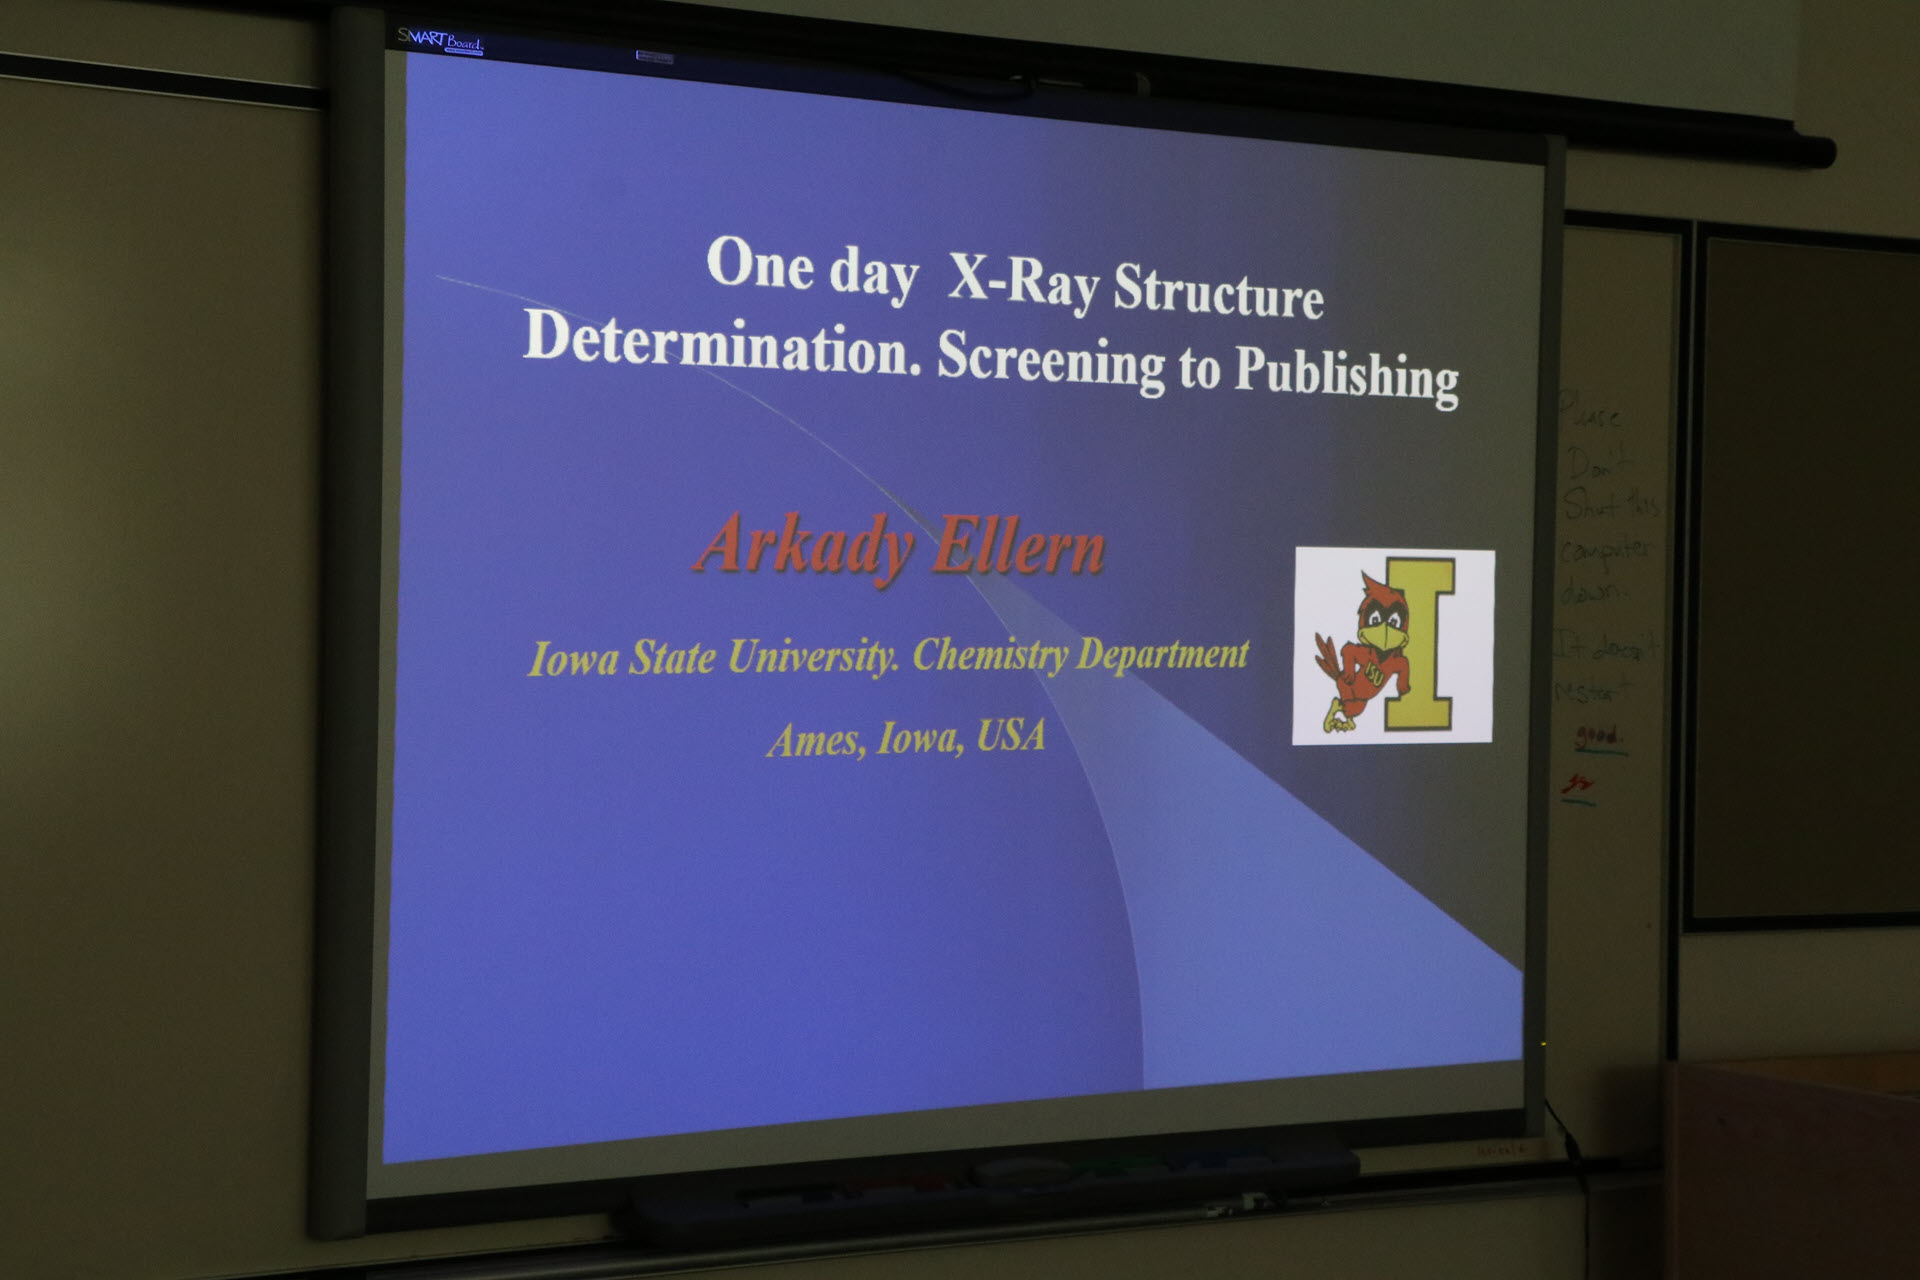 SMART Board
One day X-Ray Structure
Determination. Screening to Publishing
Arkady Ellern
Iowa State University. Chemistry Department
Ames, Iowa, USA
I
ISU
Please
Don't
Shut this
computer
down.
It doesn't
restart
good.